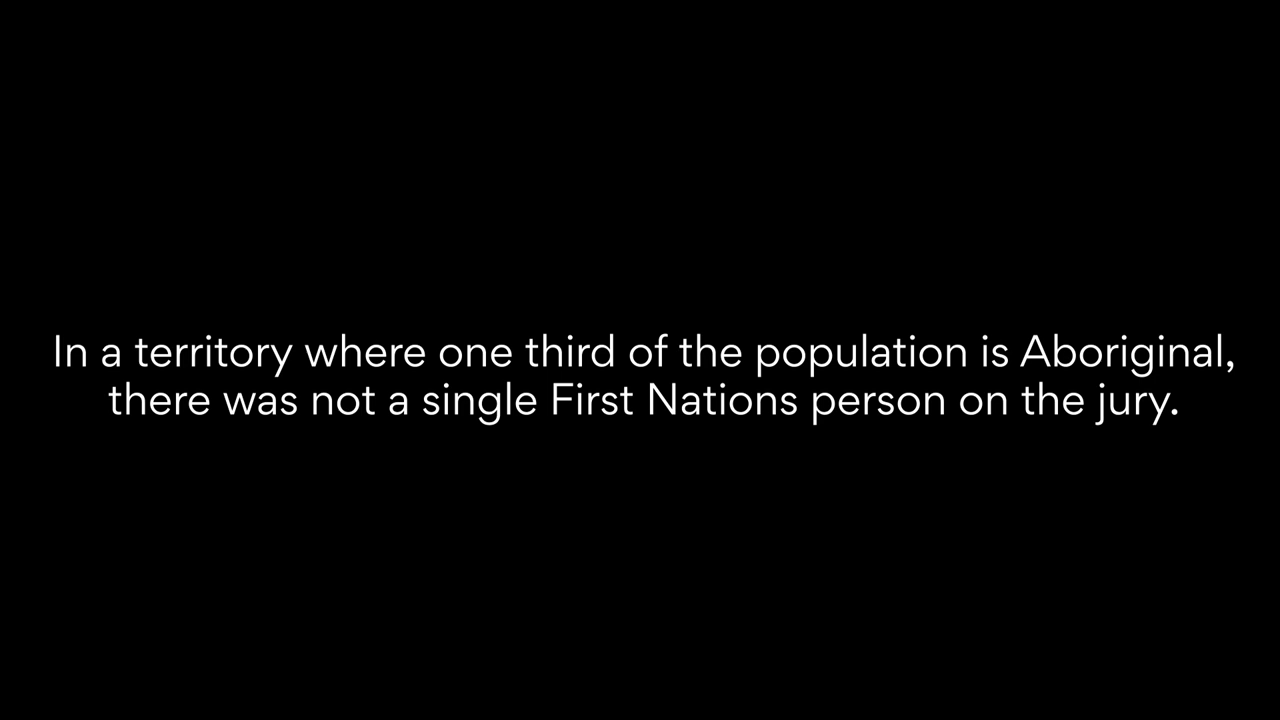 In a territory where one third of the population is Aboriginal,
there was not a single First Nations person on the jury.